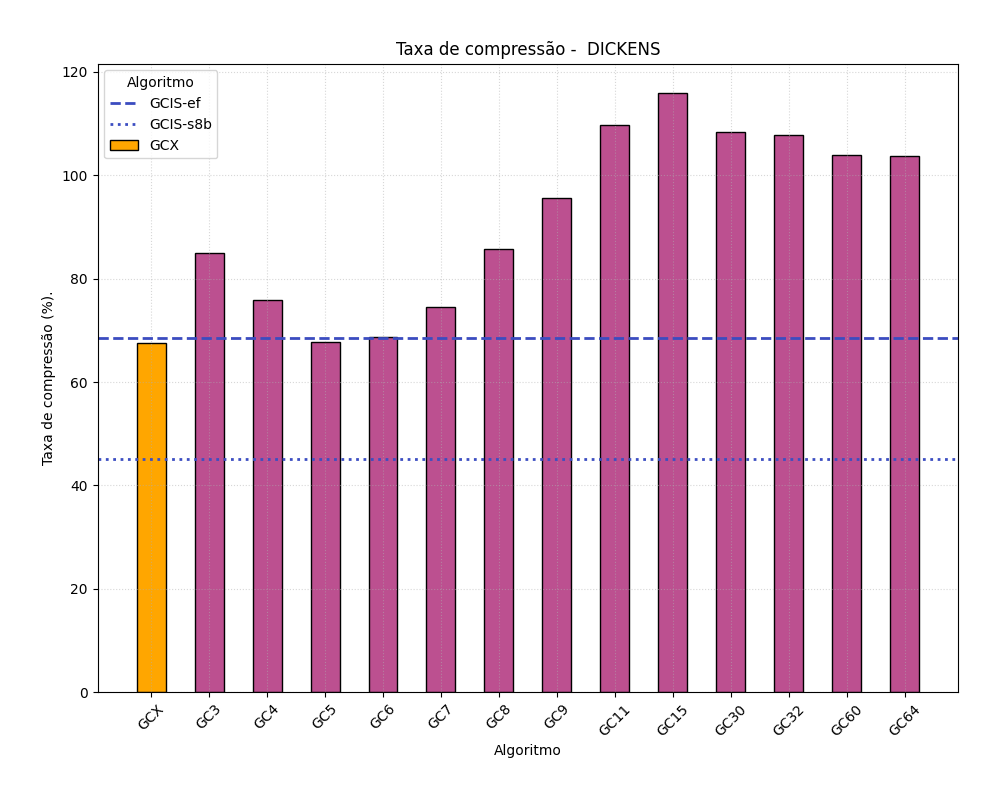 Taxa de compressão -  DICKENS
Algoritmo
GCIS-ef
GCIS-s8b
GCX
Taxa de compressão (%).
120
100
80
60
40
20
0
GCX GC3 GC4 GC5 GC6 GC7 GC8 GC9 GC11 GC15 GC30 GC32 GC60 GC64
Algoritmo